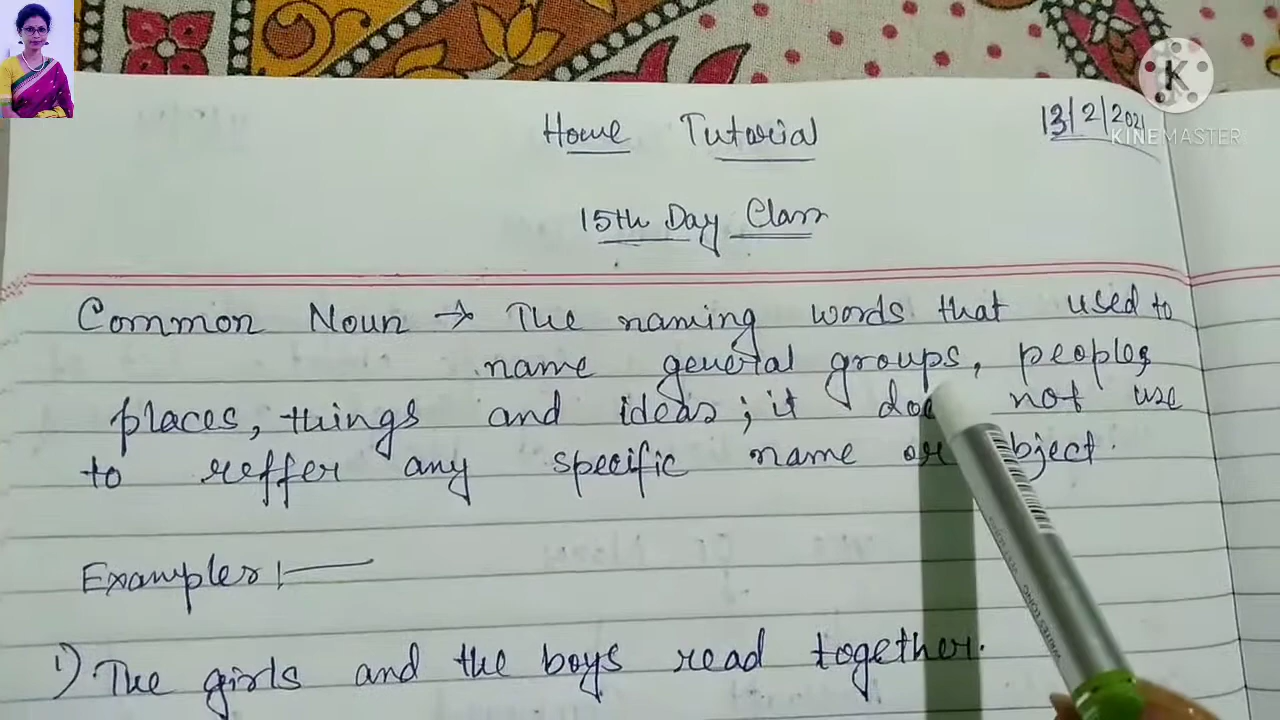 Home Tutorial
13/2/2021
KINEMASTER
15th Day Class
Common Noun → The naming words that used to
name general groups, peoples,
places, things and ideas; it does not use
to reffer any specific name or object.
Examples :—
1) The girls and the boys read together.